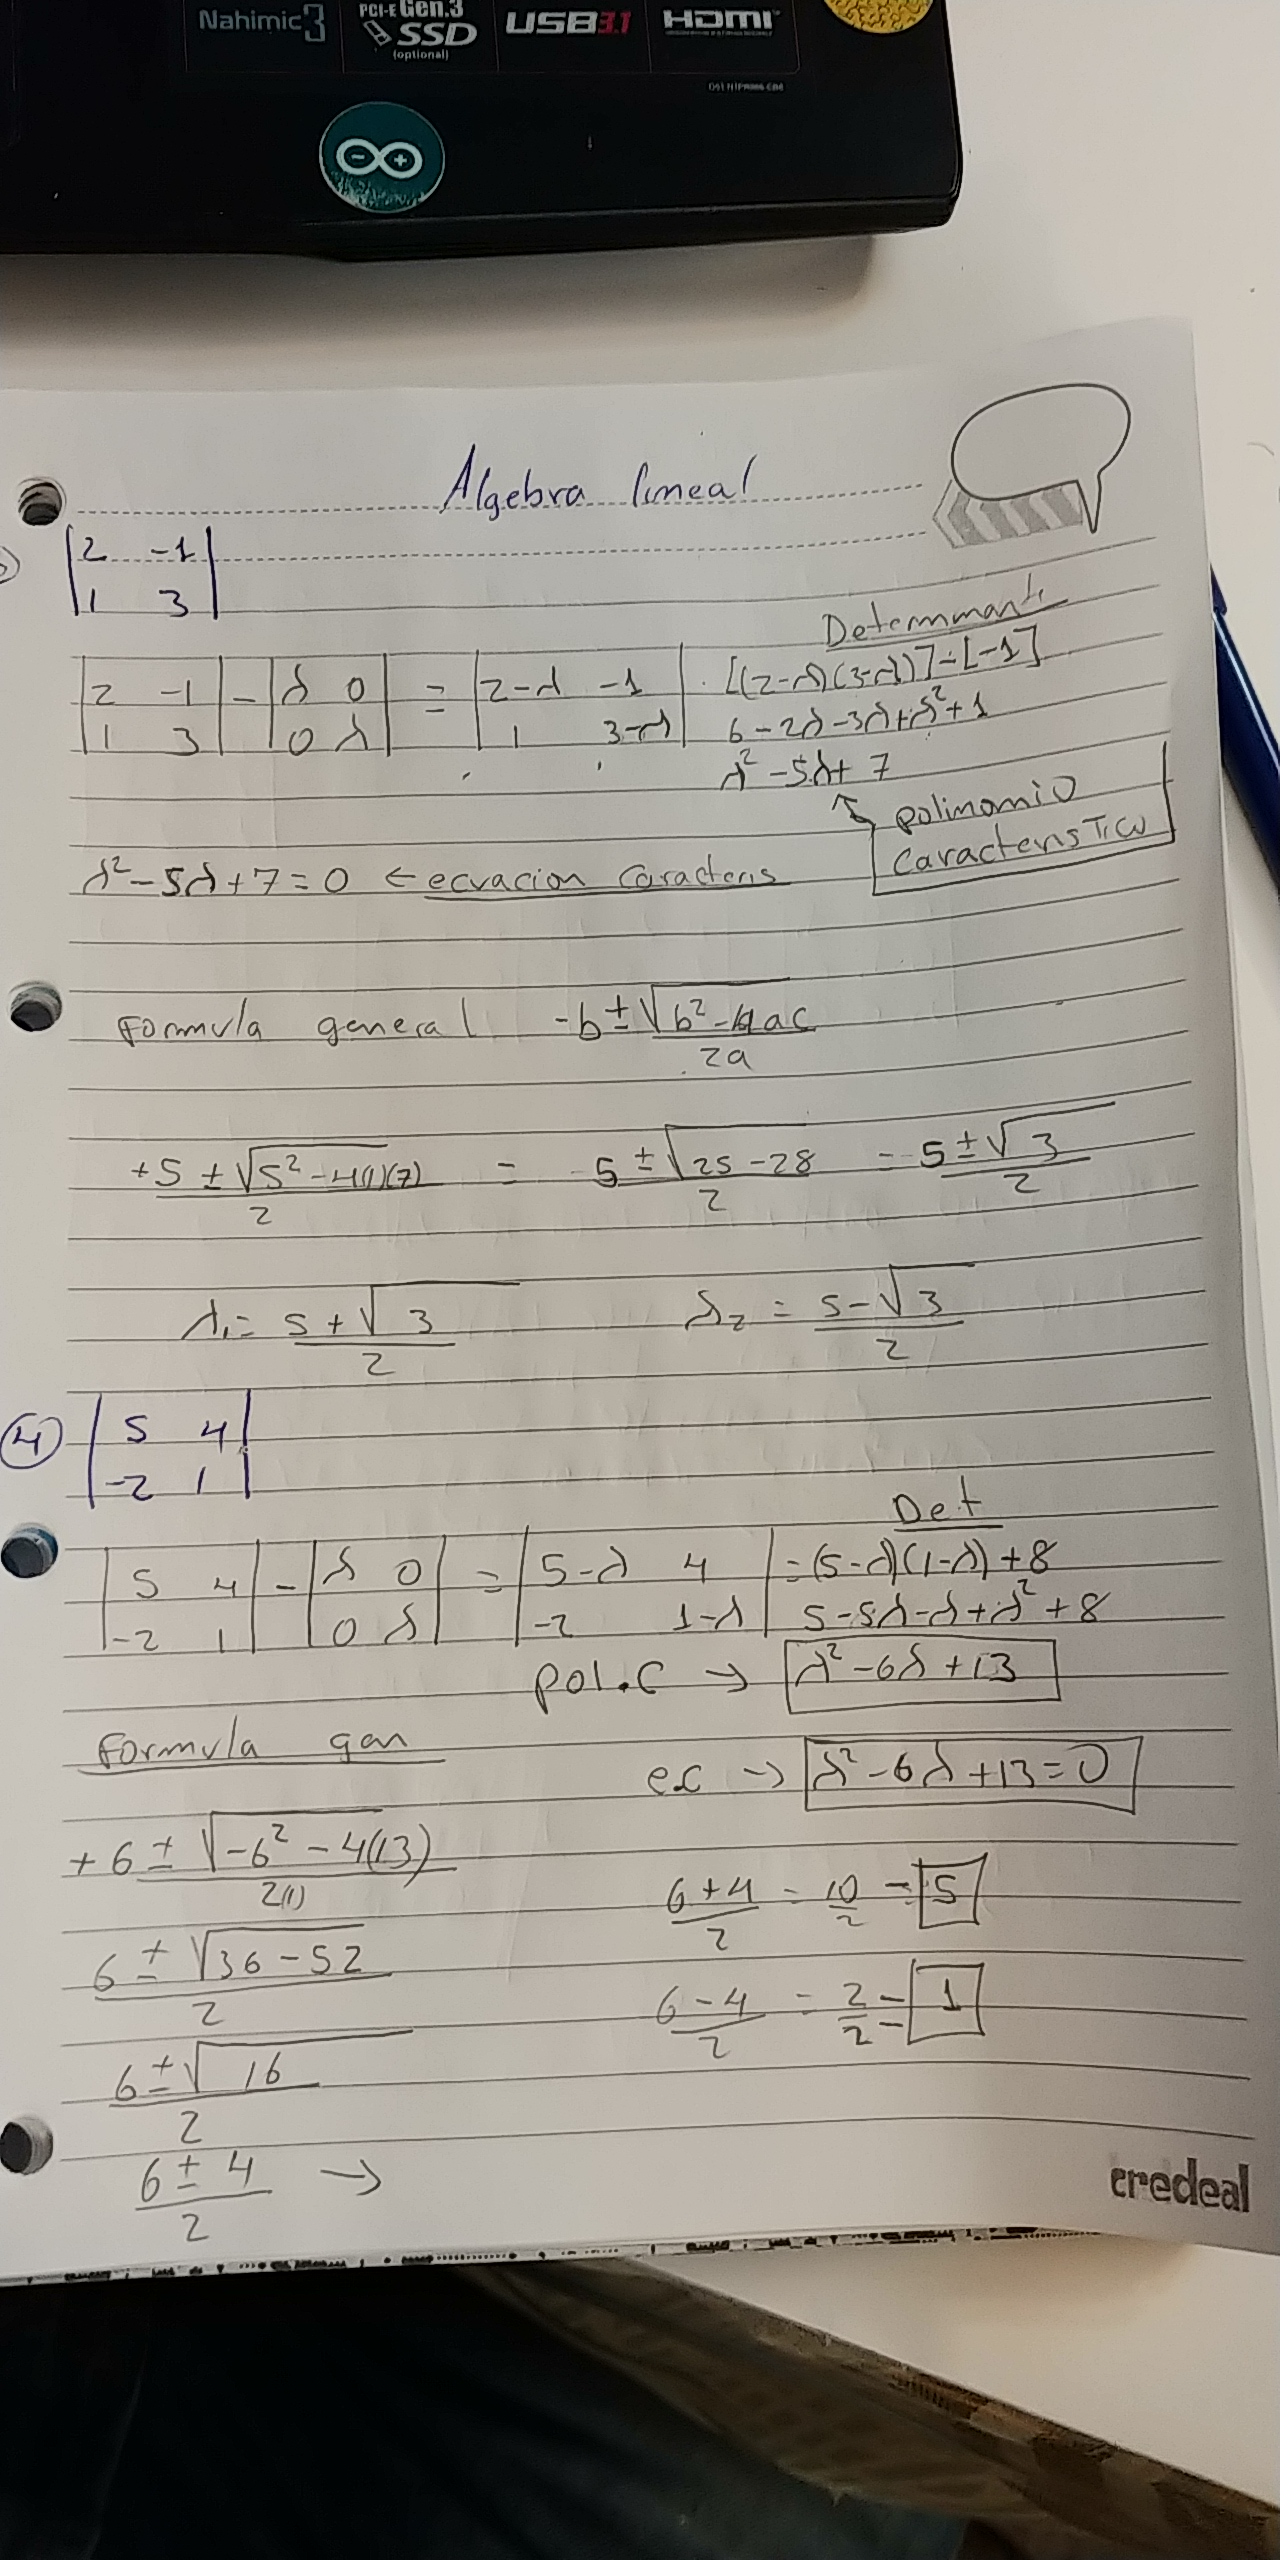 Nahimic 3
PCI-E Gen.3
SSD
(optional)
USB 3.1
HDMI
Algebra lineal
|2 -1|
|1 3|
Determinante
|2 -1| - |λ 0| = |2-λ -1| [(2-λ)(3-λ)] - [-1]
|1 3| |0 λ| |1 3-λ| 6-2λ-3λ+λ²+1
λ²-5λ+7
polinomio
caracteristico
λ²-5λ+7=0 ← ecuacion Caracteris
Formula general -b±√b²-4ac
2a
+5 ± √5²-4(1)(7) = 5 ± √25-28 = 5 ± √3
2 2 2
λ₁= 5+√3 λ₂ = 5-√3
2 2
4 |5 4|
|-2 1|
Det
|5 4| - |λ 0| = |5-λ 4| =(5-λ)(1-λ)+8
|-2 1| |0 λ| |-2 1-λ| 5-5λ-λ+λ²+8
pol.C → λ²-6λ+13
Formula gen
e.c → λ²-6λ+13=0
+6 ± √-6²-4(13)
2(1)
6+4 = 10 = 5
2 2
6 ± √36-52
2
6-4 = 2 = 1
2 2
6±√16
2
6±4 →
2
credeal